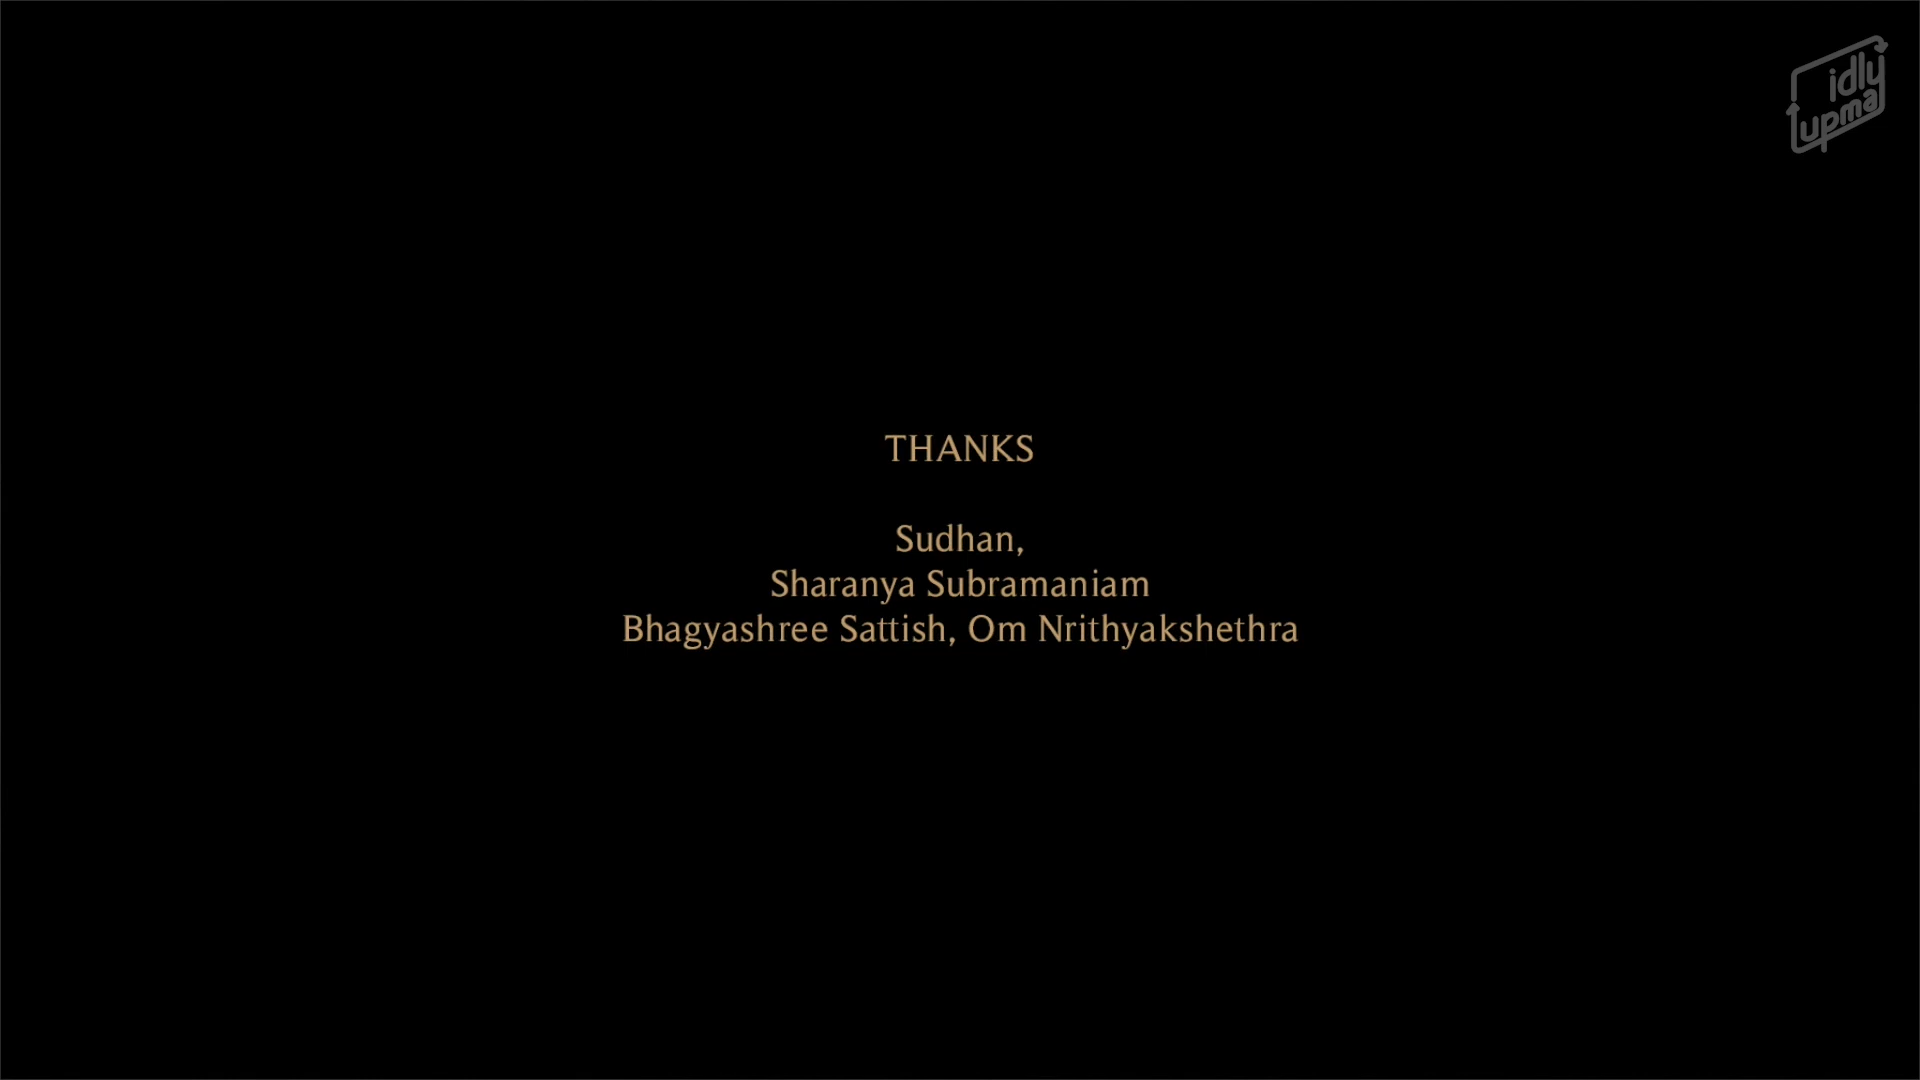 idly
upma
THANKS
Sudhan,
Sharanya Subramaniam
Bhagyashree Sattish, Om Nrithyakshethra